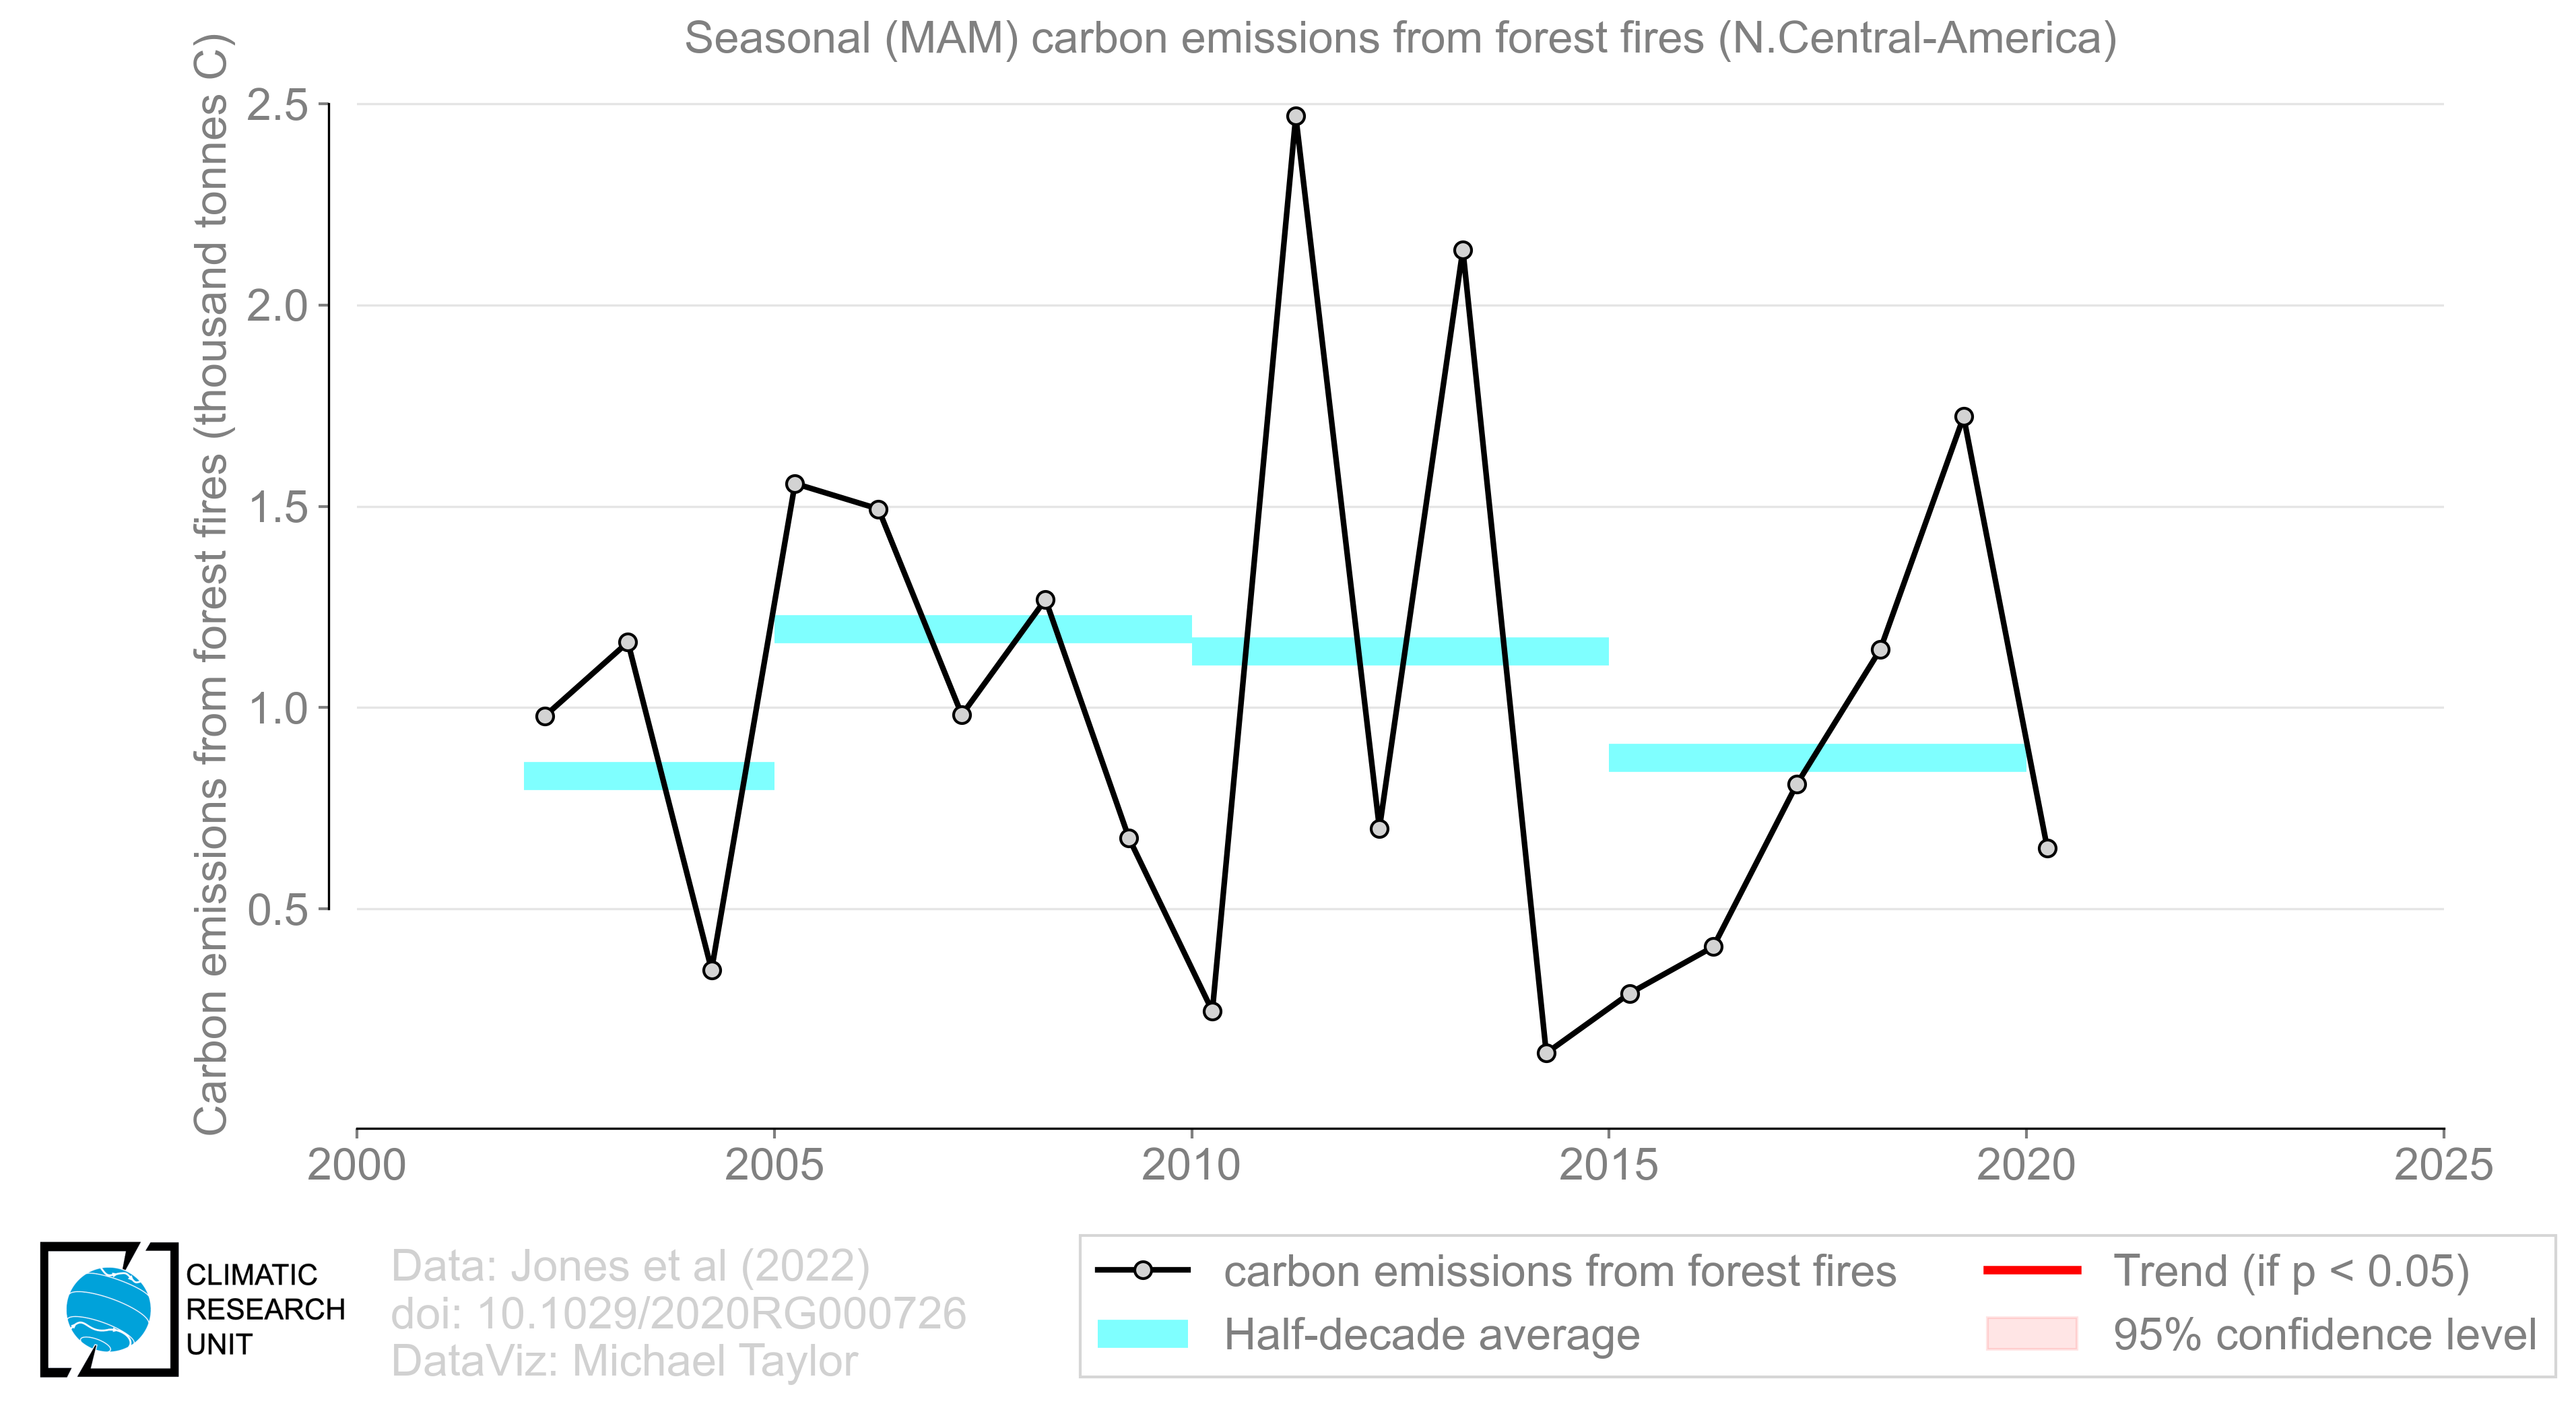 Seasonal (MAM) carbon emissions from forest fires (N.Central-America)
Carbon emissions from forest fires (thousand tonnes C)
2.5
2.0
1.5
1.0
0.5
2000
2005
2010
2015
2020
2025
CLIMATIC
RESEARCH
UNIT
Data: Jones et al (2022)
doi: 10.1029/2020RG000726
DataViz: Michael Taylor
carbon emissions from forest fires
Half-decade average
Trend (if p < 0.05)
95% confidence level